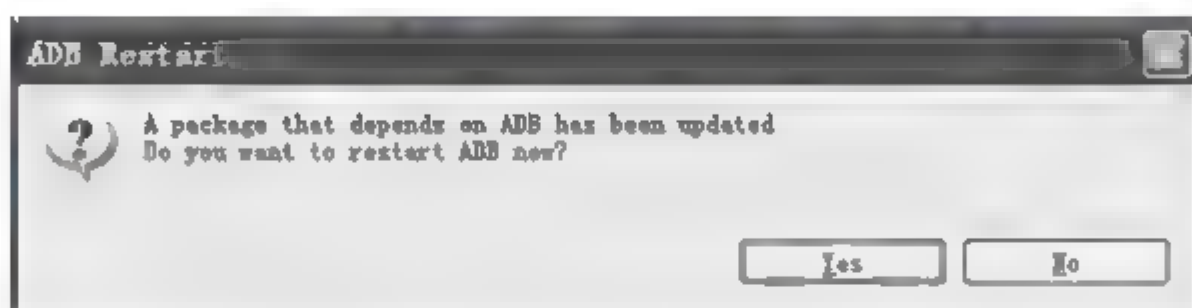 ADB Restart
A package that depends on ADB has been updated
Do you want to restart ADB now?
Yes
No